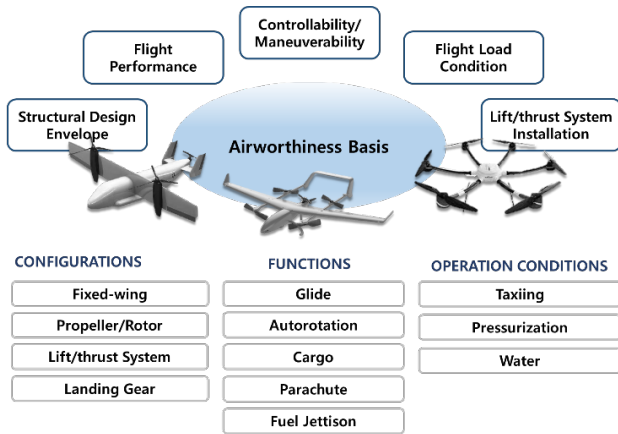 Controllability/
Maneuverability
Flight
Performance
Flight Load
Condition
Structural Design
Envelope
Lift/thrust System
Installation
Airworthiness Basis
CONFIGURATIONS
Fixed-wing
Propeller/Rotor
Lift/thrust System
Landing Gear
FUNCTIONS
Glide
Autorotation
Cargo
Parachute
Fuel Jettison
OPERATION CONDITIONS
Taxiing
Pressurization
Water